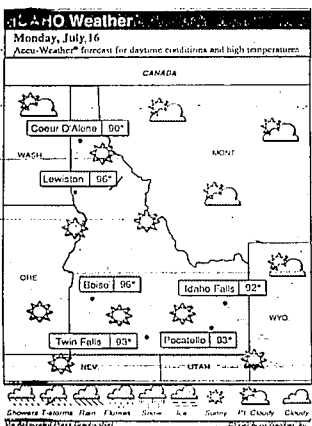 IDAHO Weather
Monday, July 16
Accu-Weather® forecast for daytime conditions and high temperatures
CANADA
Coeur D'Alene 90°
WASH.
MONT.
Lewiston 96°
ORE
Boise 96°
Idaho Falls 92°
WYO.
Twin Falls 93°
Pocatello 93°
NEV.
UTAH
Showers T-storms Rain Flurries Snow Ice Sunny Pt. Cloudy Cloudy